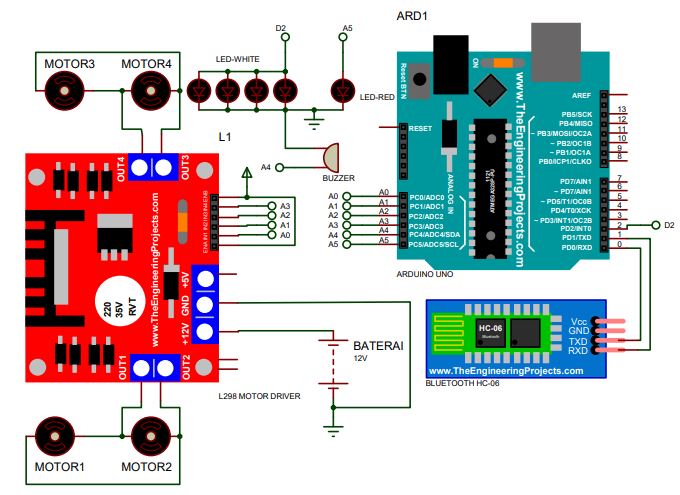 ARD1
D2
A5
MOTOR3
MOTOR4
LED-WHITE
LED-RED
Reset BTN
ON
www.TheEngineeringProjects.com
AREF
13
PB5/SCK
12
PB4/MISO
11
~ PB3/MOSI/OC2A
10
~ PB2/OC1B
9
~ PB1/OC1A
8
PB0/ICP1/CLKO
RESET
ANALOG IN
1121
ATMEGA328P-PU
L1
BUZZER
A4
OUT4
OUT3
A0
A0
PC0/ADC0
A1
A1
PC1/ADC1
A2
A2
PC2/ADC2
A3
A3
PC3/ADC3
A4
A4
PC4/ADC4/SDA
A5
A5
PC5/ADC5/SCL
7
PD7/AIN1
6
~ PD6/AIN0
5
~ PD5/T1/OC0B
4
PD4/T0/XCK
3
~ PD3/INT1/OC2B
2
PD2/INT0
1
PD1/TXD
0
PD0/RXD
D2
ARDUINO UNO
www.TheEngineeringProjects.com
ENA IN1 IN2 IN3 IN4 ENB
A3
A2
A1
A0
220
35V
RVT
+5V
GND
+12V
BATERAI
12V
OUT1
OUT2
L298 MOTOR DRIVER
HC-06
Bluetooth
Vcc
GND
TXD
RXD
www.TheEngineeringProjects.com
BLUETOOTH HC-06
MOTOR1
MOTOR2